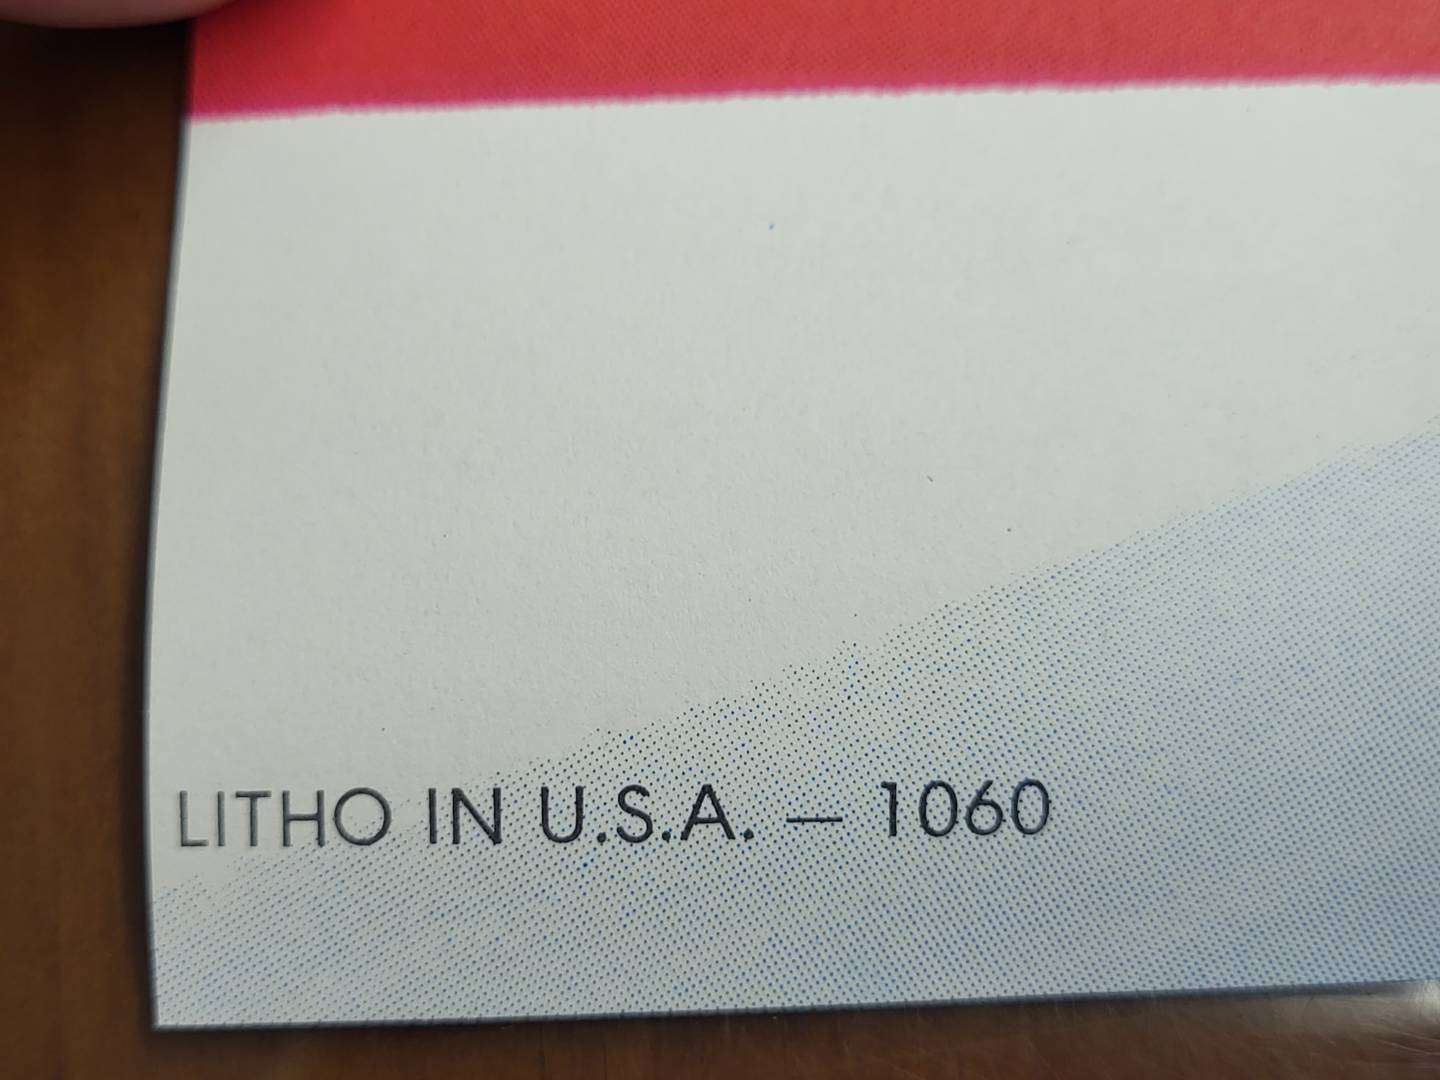 LITHO IN U.S.A. — 1060